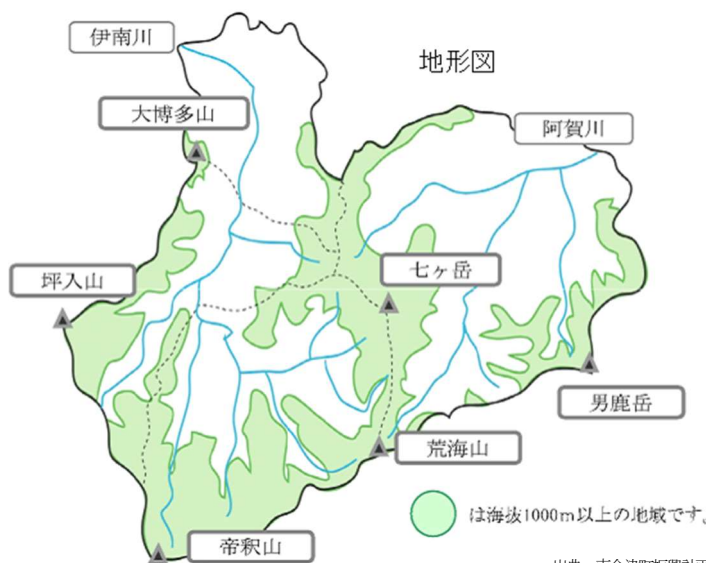 伊南川
地形図
大博多山
阿賀川
七ヶ岳
坪入山
男鹿岳
荒海山
は海抜1000m以上の地域です。
帝釈山